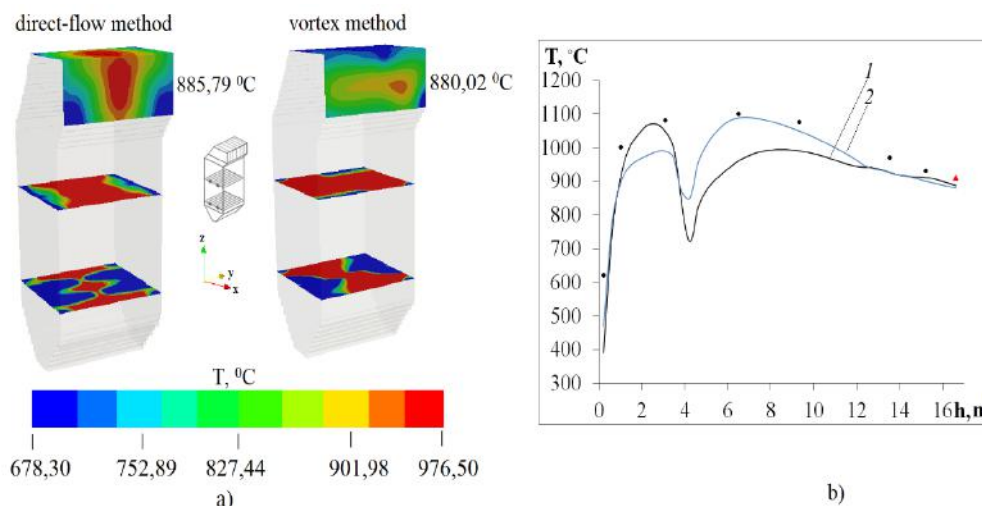 direct-flow method
vortex method
885,79 ⁰C
880,02 ⁰C
z
y
x
T, ⁰C
678,30
752,89
827,44
901,98
976,50
a)
T, °C
1200
1100
1000
900
800
700
600
500
400
300
0
2
4
6
8
10
12
14
16
h, m
1
2
b)